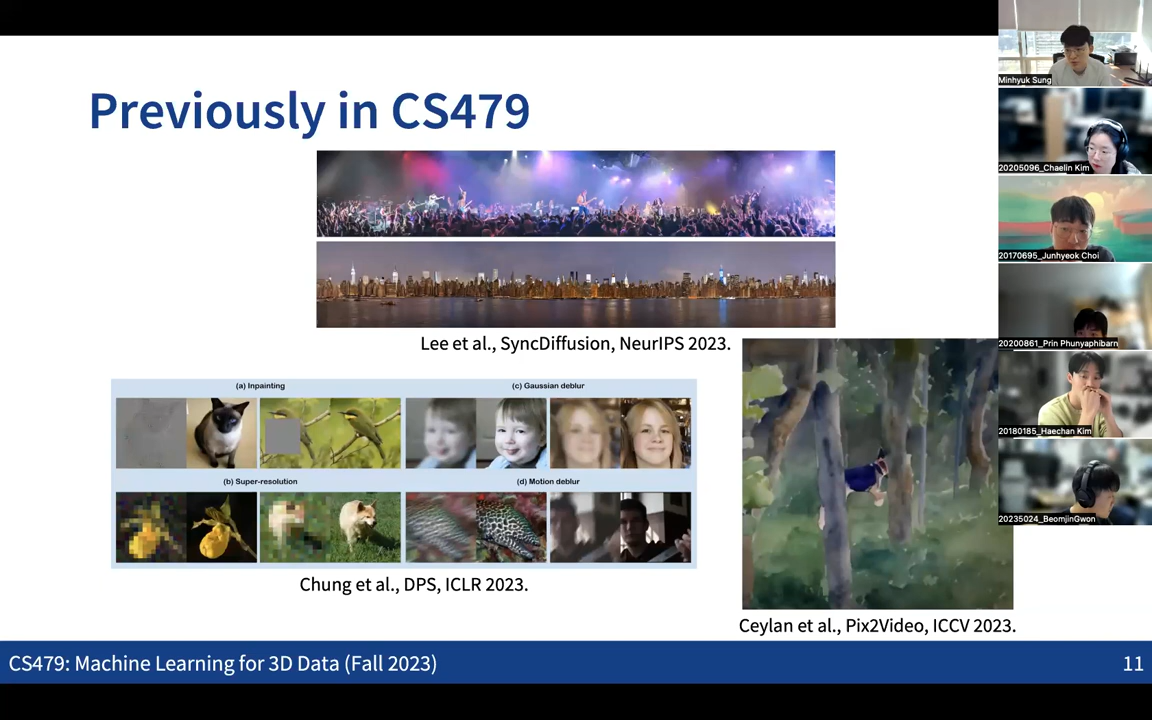 Previously in CS479
Lee et al., SyncDiffusion, NeurIPS 2023.
(a) Inpainting
(c) Gaussian deblur
(b) Super-resolution
(d) Motion deblur
Chung et al., DPS, ICLR 2023.
Ceylan et al., Pix2Video, ICCV 2023.
CS479: Machine Learning for 3D Data (Fall 2023)
11
Minhyuk Sung
20205096_Chaelin Kim
20170695_Junhyeok Choi
20200861_Prin Phunyaphibarn
20180185_Haechan Kim
20235024_BeomjinGwon